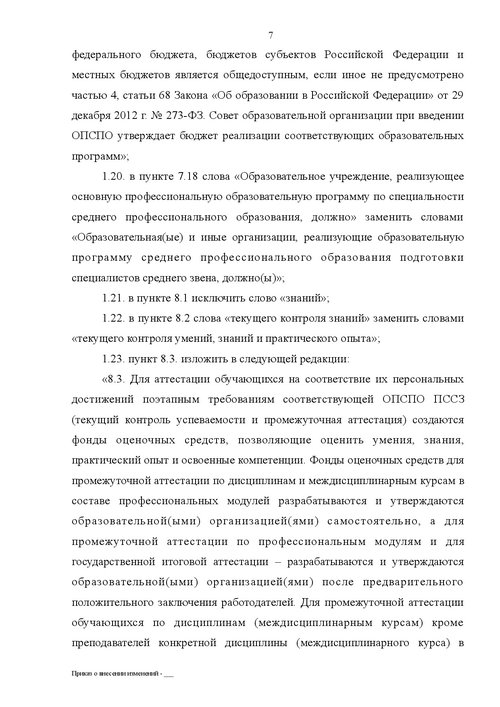 7
федерального бюджета, бюджетов субъектов Российской Федерации и
местных бюджетов является общедоступным, если иное не предусмотрено
частью 4, статьи 68 Закона «Об образовании в Российской Федерации» от 29
декабря 2012 г. № 273-ФЗ. Совет образовательной организации при введении
ОПСПО утверждает бюджет реализации соответствующих образовательных
программ»;
1.20. в пункте 7.18 слова «Образовательное учреждение, реализующее
основную профессиональную образовательную программу по специальности
среднего профессионального образования, должно» заменить словами
«Образовательная(ые) и иные организации, реализующие образовательную
программу среднего профессионального образования подготовки
специалистов среднего звена, должно(ы)»;
1.21. в пункте 8.1 исключить слово «знаний»;
1.22. в пункте 8.2 слова «текущего контроля знаний» заменить словами
«текущего контроля умений, знаний и практического опыта»;
1.23. пункт 8.3. изложить в следующей редакции:
«8.3. Для аттестации обучающихся на соответствие их персональных
достижений поэтапным требованиям соответствующей ОПСПО ПССЗ
(текущий контроль успеваемости и промежуточная аттестация) создаются
фонды оценочных средств, позволяющие оценить умения, знания,
практический опыт и освоенные компетенции. Фонды оценочных средств для
промежуточной аттестации по дисциплинам и междисциплинарным курсам в
составе профессиональных модулей разрабатываются и утверждаются
образовательной(ыми) организацией(ями) самостоятельно, а для
промежуточной аттестации по профессиональным модулям и для
государственной итоговой аттестации – разрабатываются и утверждаются
образовательной(ыми) организацией(ями) после предварительного
положительного заключения работодателей. Для промежуточной аттестации
обучающихся по дисциплинам (междисциплинарным курсам) кроме
преподавателей конкретной дисциплины (междисциплинарного курса) в
Приказ о внесении изменений - ___